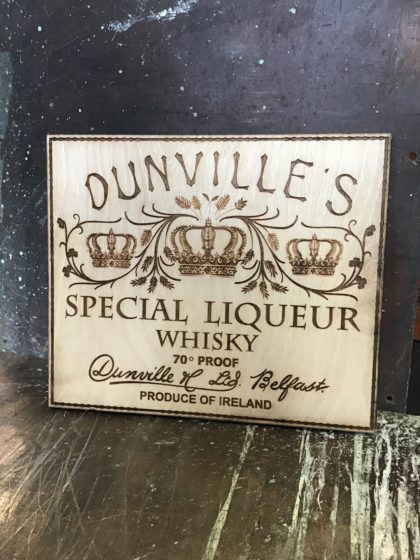 DUNVILLE'S
SPECIAL LIQUEUR
WHISKY
70° PROOF
Dunville & Co. Ltd. Belfast.
PRODUCE OF IRELAND